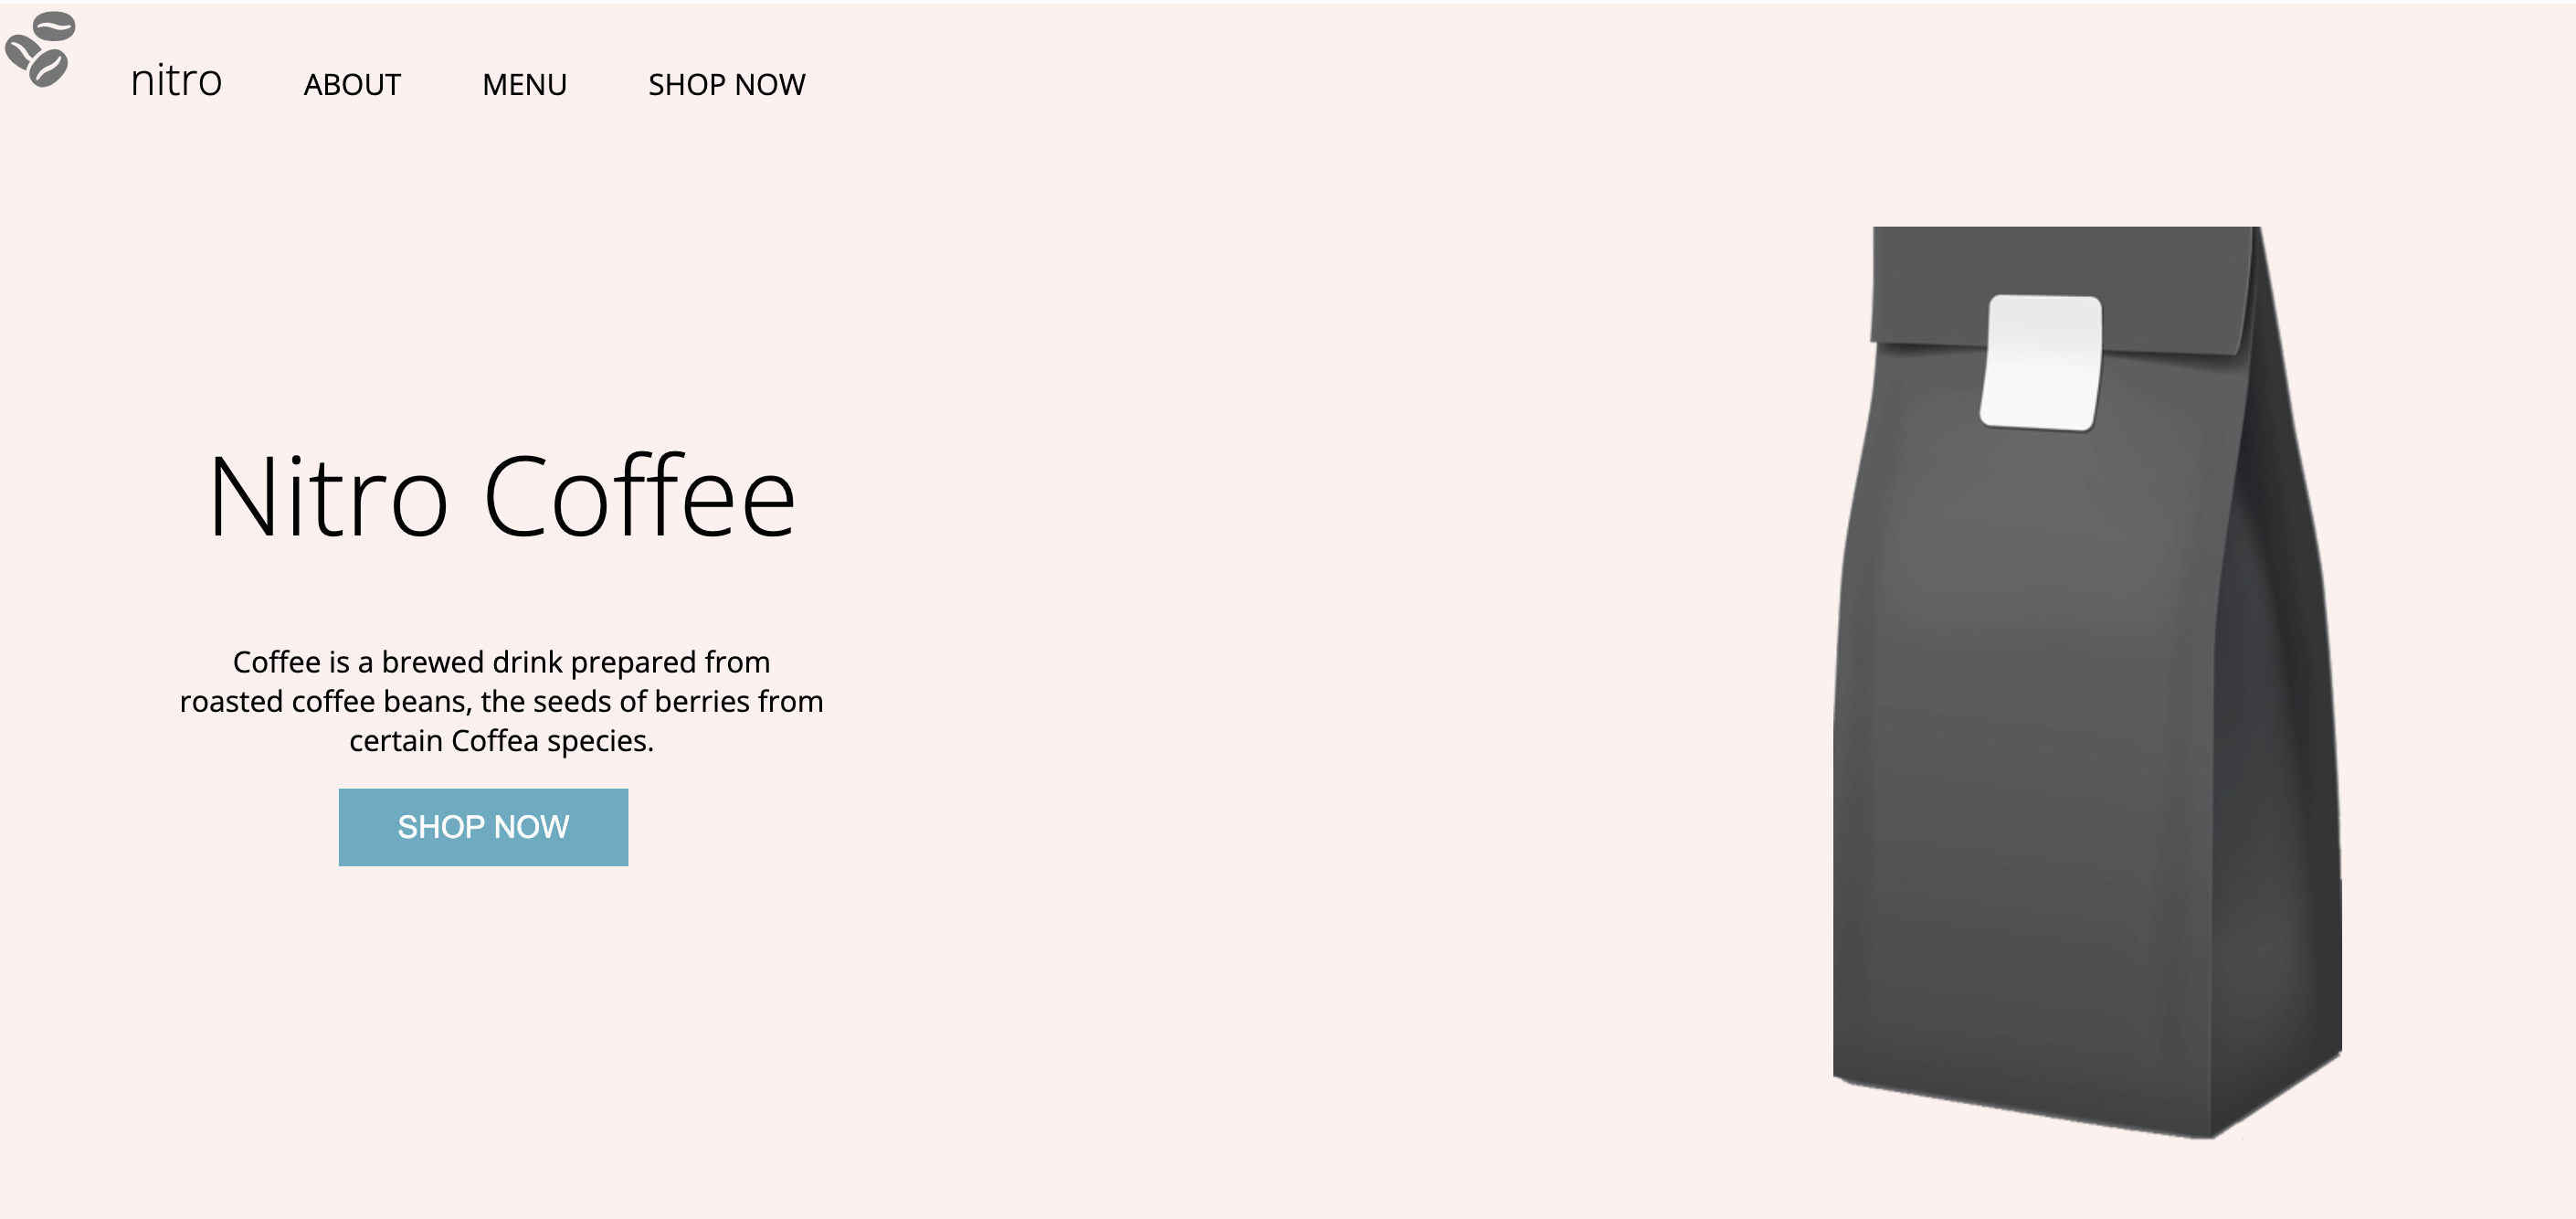 nitro ABOUT MENU SHOP NOW
Nitro Coffee
Coffee is a brewed drink prepared from
roasted coffee beans, the seeds of berries from
certain Coffea species.
SHOP NOW